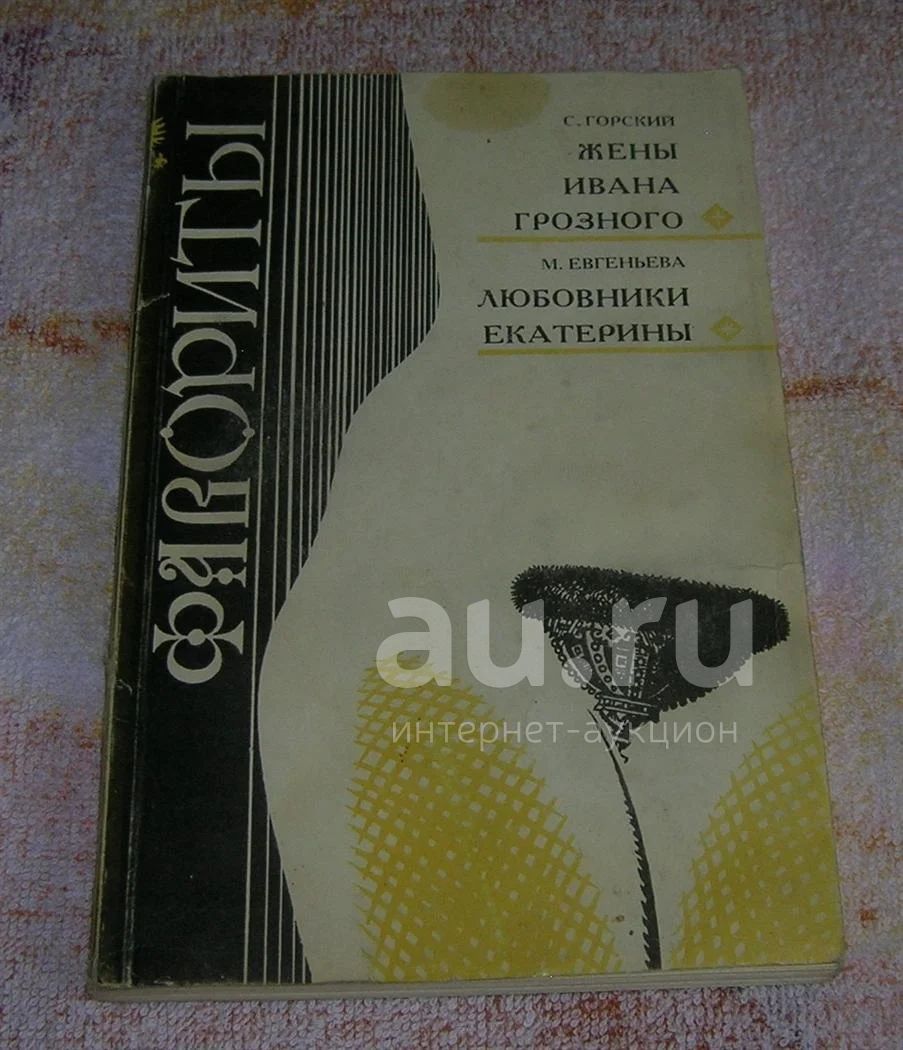 ФАВОРИТЫ
С. ГОРСКИЙ
ЖЕНЫ
ИВАНА
ГРОЗНОГО
М. ЕВГЕНЬЕВА
ЛЮБОВНИКИ
ЕКАТЕРИНЫ
au.ru
интернет-аукцион